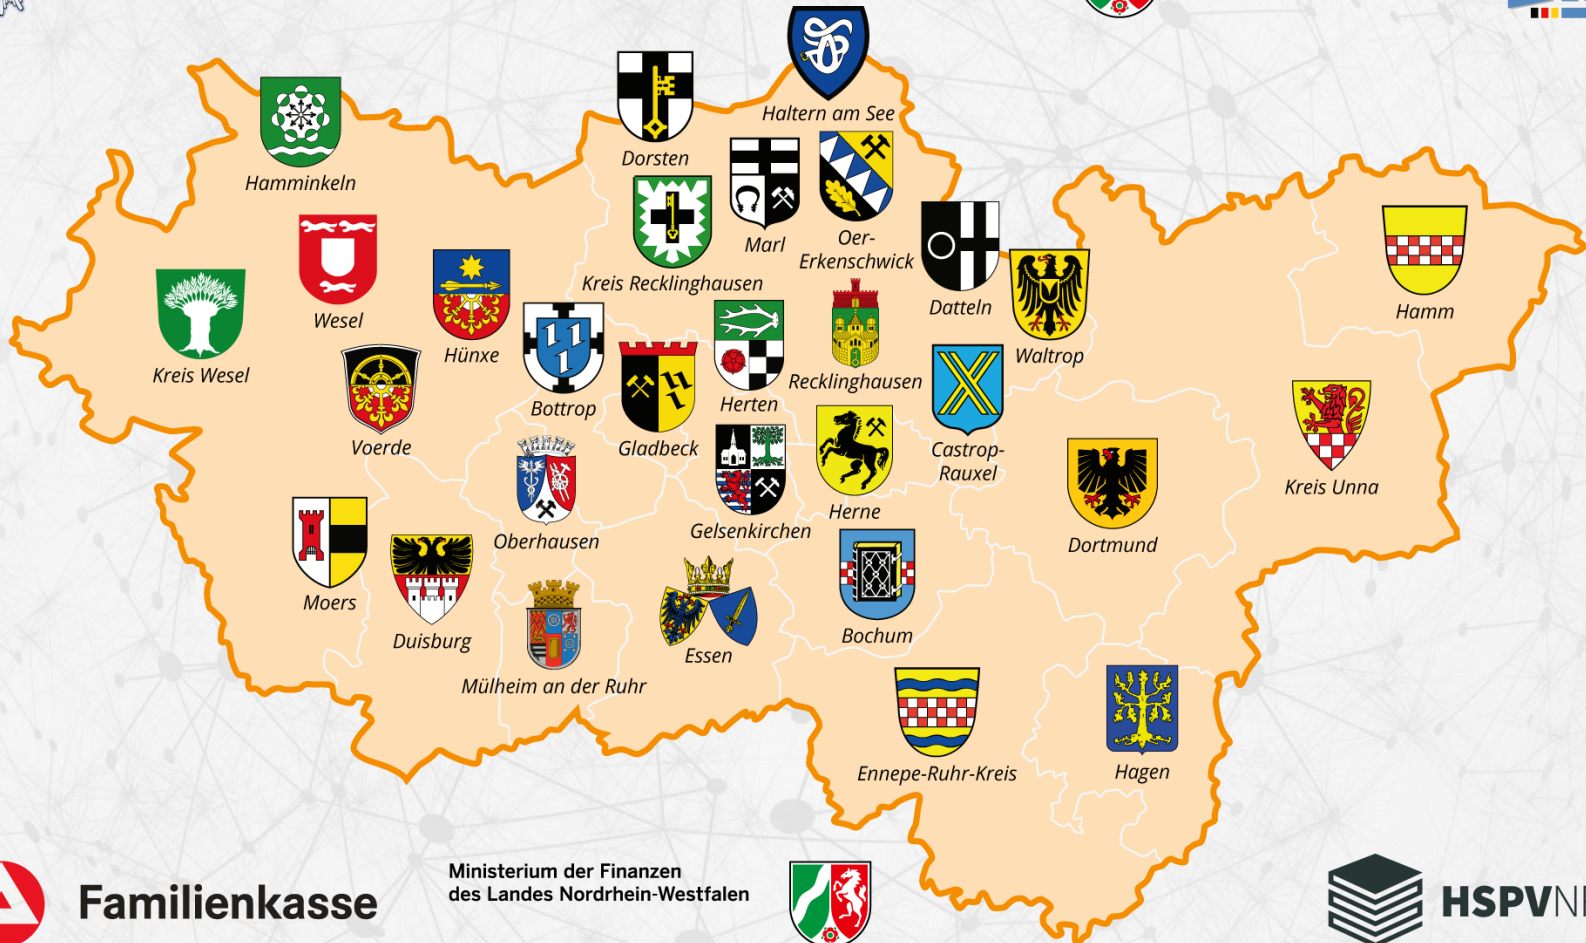 Haltern am See
Dorsten
Hamminkeln
Marl
Oer-
Erkenschwick
Kreis Recklinghausen
Datteln
Hamm
Wesel
Hünxe
Waltrop
Kreis Wesel
Recklinghausen
Bottrop
Herten
Voerde
Gladbeck
Castrop-
Rauxel
Kreis Unna
Herne
Gelsenkirchen
Oberhausen
Dortmund
Moers
Duisburg
Bochum
Essen
Mülheim an der Ruhr
Ennepe-Ruhr-Kreis
Hagen
Ministerium der Finanzen
des Landes Nordrhein-Westfalen
Familienkasse